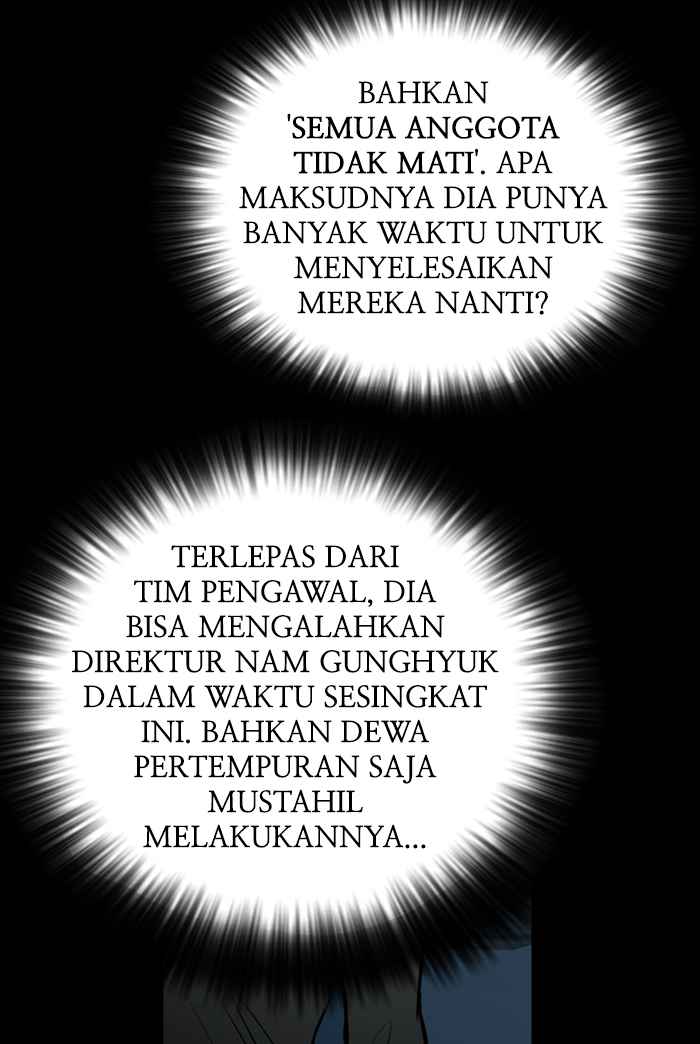 BAHKAN
'SEMUA ANGGOTA
TIDAK MATI'. APA
MAKSUDNYA DIA PUNYA
BANYAK WAKTU UNTUK
MENYELESAIKAN
MEREKA NANTI?
TERLEPAS DARI
TIM PENGAWAL, DIA
BISA MENGALAHKAN
DIREKTUR NAM GUNGHYUK
DALAM WAKTU SESINGKAT
INI. BAHKAN DEWA
PERTEMPURAN SAJA
MUSTAHIL
MELAKUKANNYA...